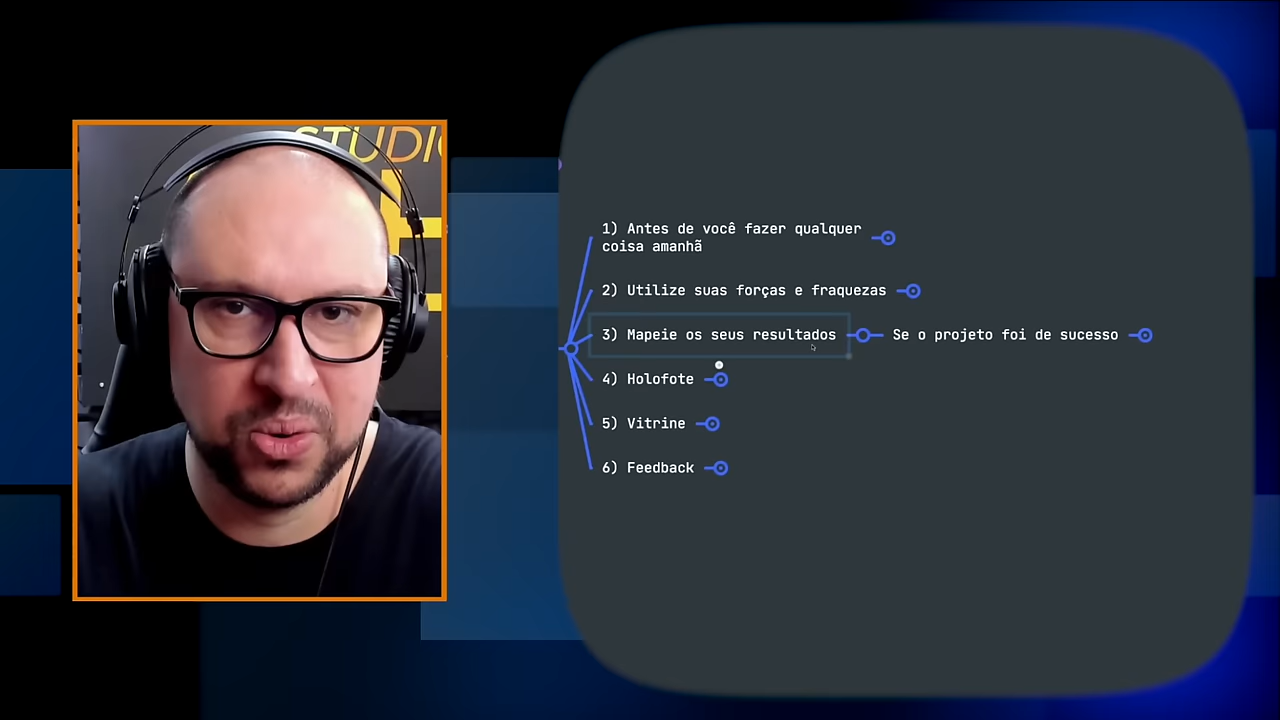 STUDIO
1) Antes de você fazer qualquer
coisa amanhã
2) Utilize suas forças e fraquezas
3) Mapeie os seus resultados
Se o projeto foi de sucesso
4) Holofote
5) Vitrine
6) Feedback